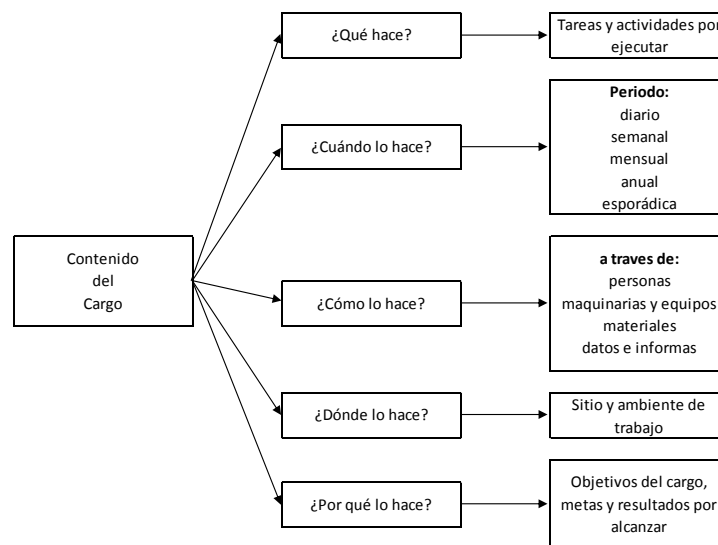 ¿Qué hace?
Tareas y actividades por
ejecutar
¿Cuándo lo hace?
Periodo:
diario
semanal
mensual
anual
esporádica
Contenido
del
Cargo
¿Cómo lo hace?
a traves de:
personas
maquinarias y equipos
materiales
datos e informas
¿Dónde lo hace?
Sitio y ambiente de
trabajo
¿Por qué lo hace?
Objetivos del cargo,
metas y resultados por
alcanzar